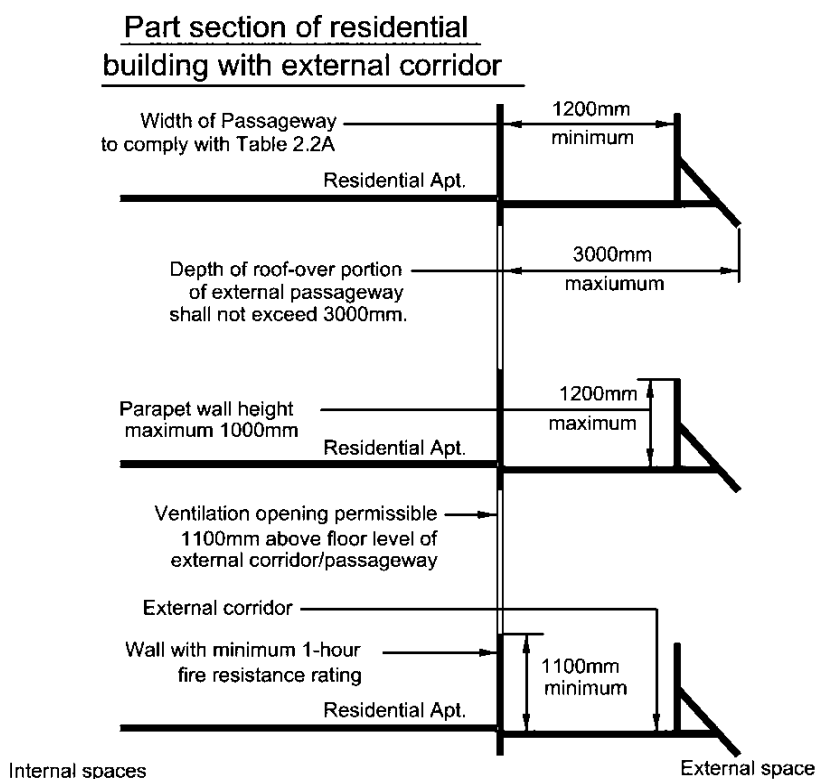 Part section of residential
building with external corridor
Width of Passageway
to comply with Table 2.2A
1200mm
minimum
Residential Apt.
Depth of roof-over portion
of external passageway
shall not exceed 3000mm.
3000mm
maxiumum
Parapet wall height
maximum 1000mm
1200mm
maximum
Residential Apt.
Ventilation opening permissible
1100mm above floor level of
external corridor/passageway
External corridor
Wall with minimum 1-hour
fire resistance rating
1100mm
minimum
Residential Apt.
Internal spaces
External space